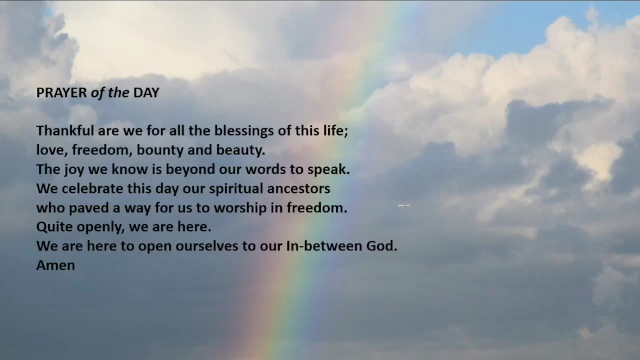 PRAYER of the DAY
Thankful are we for all the blessings of this life;
love, freedom, bounty and beauty.
The joy we know is beyond our words to speak.
We celebrate this day our spiritual ancestors
who paved a way for us to worship in freedom.
Quite openly, we are here.
We are here to open ourselves to our In-between God.
Amen